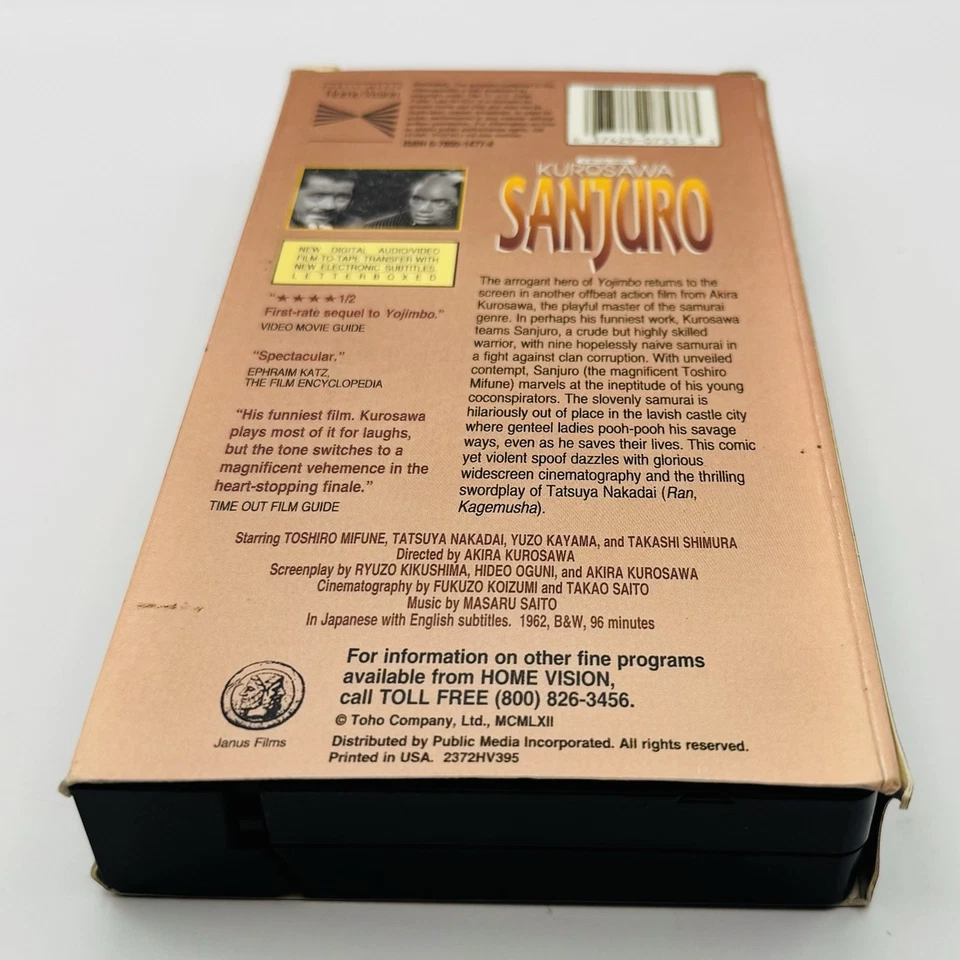 HOME VISION
ISBN 0-7800-1477-2
KUROSAWA
SANJURO
NEW DIGITAL AUDIO/VIDEO
FILM-TO-TAPE TRANSFER WITH
NEW ELECTRONIC SUBTITLES.
LETTERBOXED
"★★★★1/2
First-rate sequel to Yojimbo."
VIDEO MOVIE GUIDE
"Spectacular."
EPHRAIM KATZ,
THE FILM ENCYCLOPEDIA
"His funniest film. Kurosawa
plays most of it for laughs,
but the tone switches to a
magnificent vehemence in the
heart-stopping finale."
TIME OUT FILM GUIDE
The arrogant hero of Yojimbo returns to the
screen in another offbeat action film from Akira
Kurosawa, the playful master of the samurai
genre. In perhaps his funniest work, Kurosawa
teams Sanjuro, a crude but highly skilled
warrior, with nine hopelessly naive samurai in
a fight against clan corruption. With unveiled
contempt, Sanjuro (the magnificent Toshiro
Mifune) marvels at the ineptitude of his young
coconspirators. The slovenly samurai is
hilariously out of place in the lavish castle city
where genteel ladies pooh-pooh his savage
ways, even as he saves their lives. This comic
yet violent spoof dazzles with glorious
widescreen cinematography and the thrilling
swordplay of Tatsuya Nakadai (Ran,
Kagemusha).
Starring TOSHIRO MIFUNE, TATSUYA NAKADAI, YUZO KAYAMA, and TAKASHI SHIMURA
Directed by AKIRA KUROSAWA
Screenplay by RYUZO KIKUSHIMA, HIDEO OGUNI, and AKIRA KUROSAWA
Cinematography by FUKUZO KOIZUMI and TAKAO SAITO
Music by MASARU SAITO
In Japanese with English subtitles. 1962, B&W, 96 minutes
For information on other fine programs
available from HOME VISION,
call TOLL FREE (800) 826-3456.
© Toho Company, Ltd., MCMLXII
Distributed by Public Media Incorporated. All rights reserved.
Printed in USA. 2372HV395
Janus Films